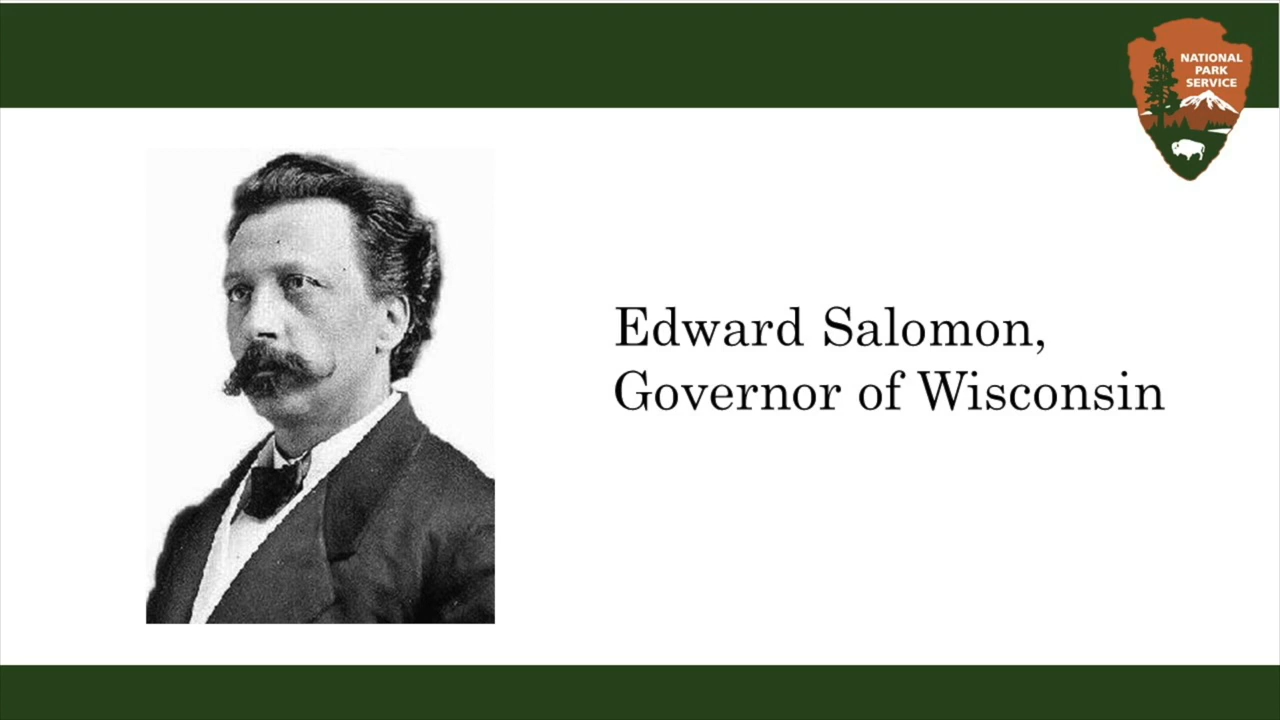 NATIONAL
PARK
SERVICE
Edward Salomon,
Governor of Wisconsin